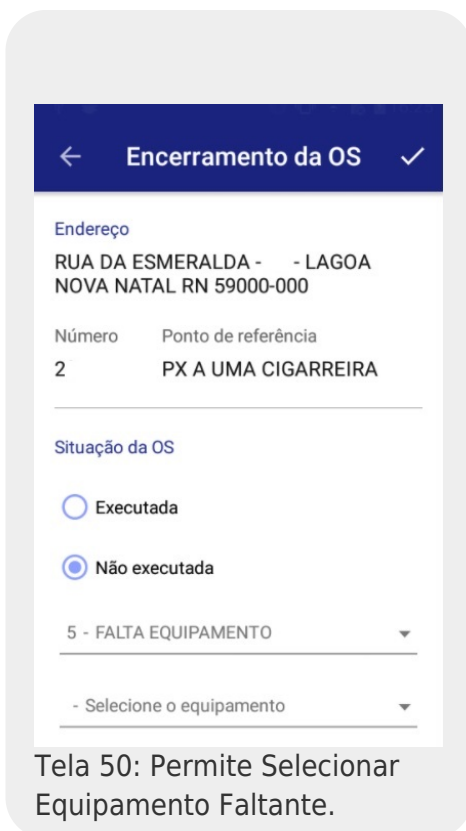 Encerramento da OS
Endereço
RUA DA ESMERALDA - - LAGOA
NOVA NATAL RN 59000-000
Número Ponto de referência
2 PX A UMA CIGARREIRA
Situação da OS
Executada
Não executada
5 - FALTA EQUIPAMENTO
- Selecione o equipamento
Tela 50: Permite Selecionar
Equipamento Faltante.